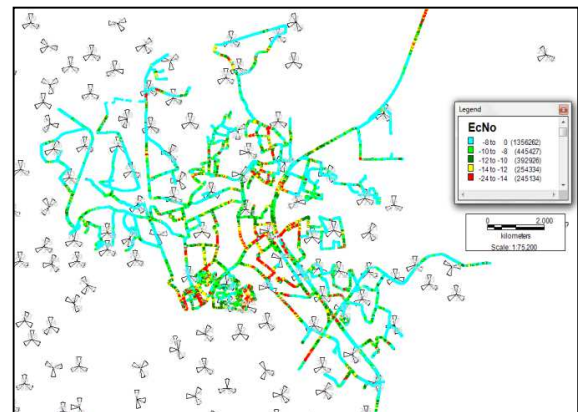 Legend
EcNo
-8 to 0 (1356262)
-10 to -8 (445427)
-12 to -10 (392926)
-14 to -12 (254334)
-24 to -14 (245134)
0 2.000
kilometers
Scale: 1:75,200